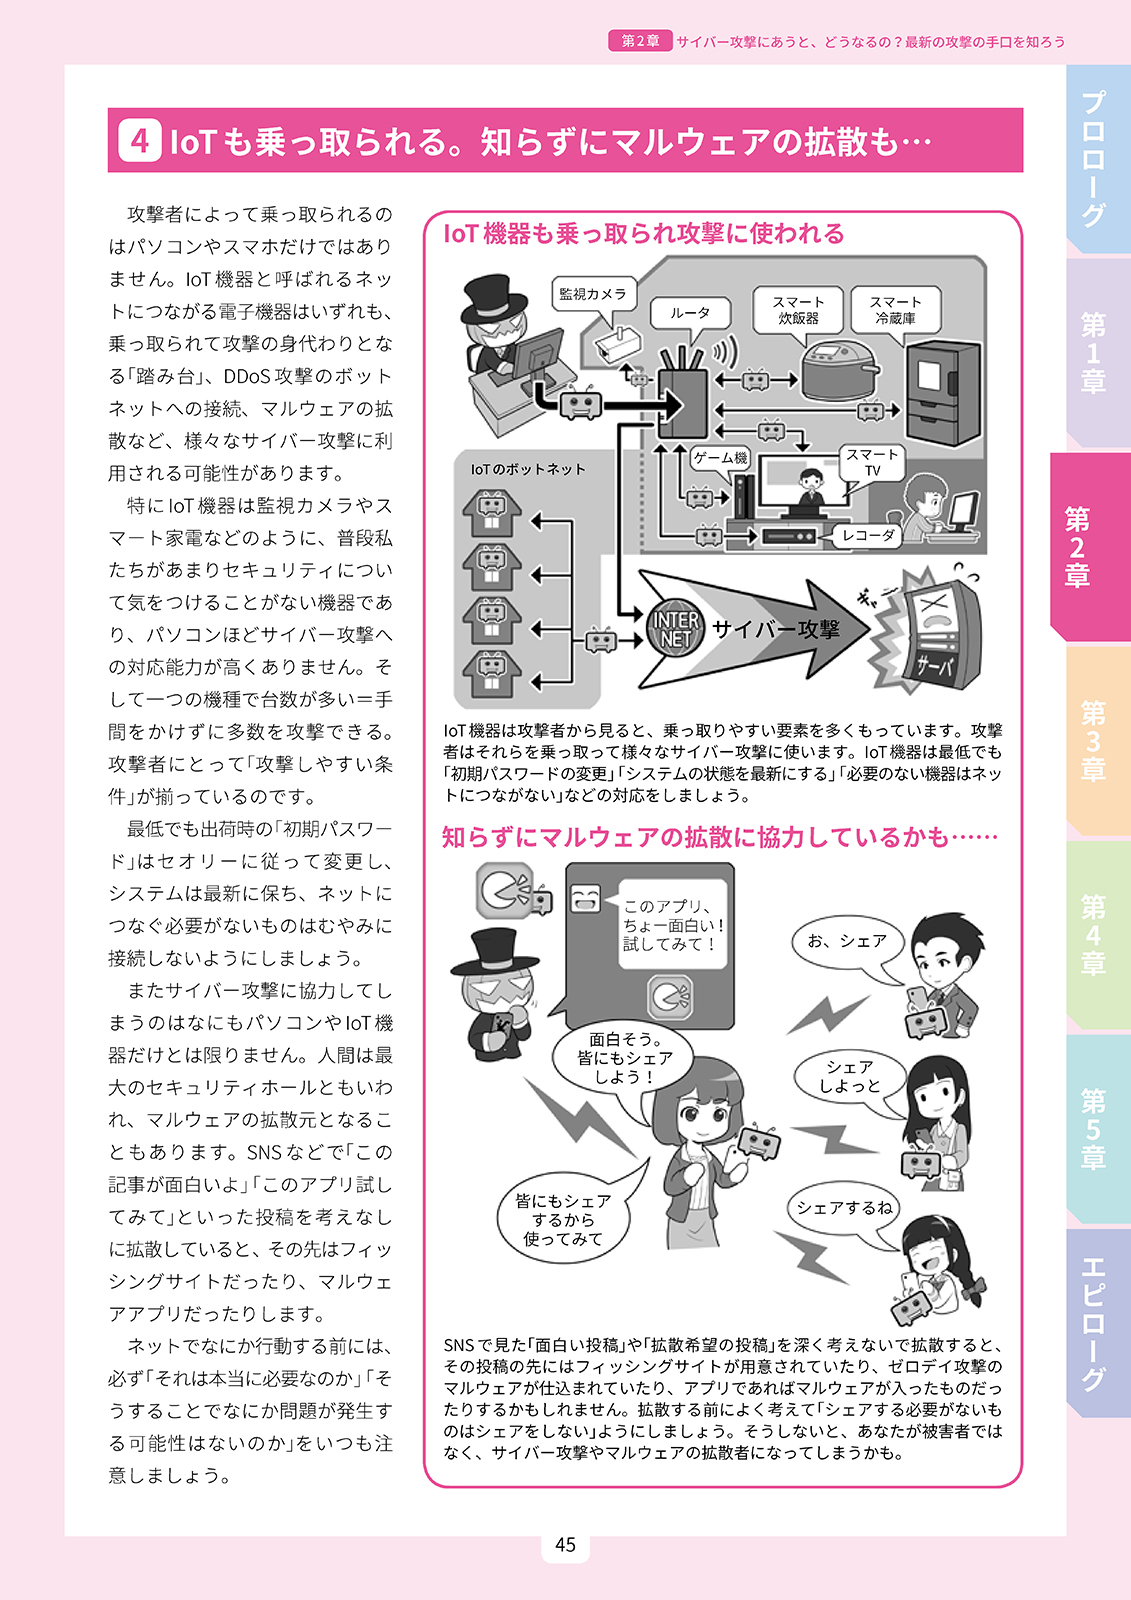 第2章 サイバー攻撃にあうと、どうなるの？最新の攻撃の手口を知ろう
4 IoTも乗っ取られる。知らずにマルウェアの拡散も…
攻撃者によって乗っ取られるの
はパソコンやスマホだけではあり
ません。IoT機器と呼ばれるネッ
トにつながる電子機器はいずれも、
乗っ取られて攻撃の身代わりとな
る「踏み台」、DDoS攻撃のボット
ネットへの接続、マルウェアの拡
散など、様々なサイバー攻撃に利
用される可能性があります。
特にIoT機器は監視カメラやス
マート家電などのように、普段私
たちがあまりセキュリティについ
て気をつけることがない機器であ
り、パソコンほどサイバー攻撃へ
の対応能力が高くありません。そ
して一つの機種で台数が多い＝手
間をかけずに多数を攻撃できる。
攻撃者にとって「攻撃しやすい条
件」が揃っているのです。
最低でも出荷時の「初期パスワー
ド」はセオリーに従って変更し、
システムは最新に保ち、ネットに
つなぐ必要がないものはむやみに
接続しないようにしましょう。
またサイバー攻撃に協力してし
まうのはなにもパソコンやIoT機
器だけとは限りません。人間は最
大のセキュリティホールともいわ
れ、マルウェアの拡散元となるこ
ともあります。SNSなどで「この
記事が面白いよ」「このアプリ試し
てみて」といった投稿を考えなし
に拡散していると、その先はフィッ
シングサイトだったり、マルウェ
アアプリだったりします。
ネットでなにか行動する前には、
必ず「それは本当に必要なのか」「そ
うすることでなにか問題が発生す
る可能性はないのか」をいつも注
意しましょう。
IoT機器も乗っ取られ攻撃に使われる
監視カメラ
ルータ
スマート
炊飯器
スマート
冷蔵庫
ゲーム機
スマート
TV
レコーダ
IoTのボットネット
INTER
NET
サイバー攻撃
ギャー
サーバ
IoT機器は攻撃者から見ると、乗っ取りやすい要素を多くもっています。攻撃
者はそれらを乗っ取って様々なサイバー攻撃に使います。IoT機器は最低でも
「初期パスワードの変更」「システムの状態を最新にする」「必要のない機器はネッ
トにつながない」などの対応をしましょう。
知らずにマルウェアの拡散に協力しているかも……
このアプリ、
ちょー面白い！
試してみて！
面白そう。
皆にもシェア
しよう！
皆にもシェア
するから
使ってみて
お、シェア
シェア
しよっと
シェアするね
SNSで見た「面白い投稿」や「拡散希望の投稿」を深く考えないで拡散すると、
その投稿の先にはフィッシングサイトが用意されていたり、ゼロデイ攻撃の
マルウェアが仕込まれていたり、アプリであればマルウェアが入ったものだっ
たりするかもしれません。拡散する前によく考えて「シェアする必要がないも
のはシェアをしない」ようにしましょう。そうしないと、あなたが被害者では
なく、サイバー攻撃やマルウェアの拡散者になってしまうかも。
プロローグ
第1章
第2章
第3章
第4章
第5章
エピローグ
45